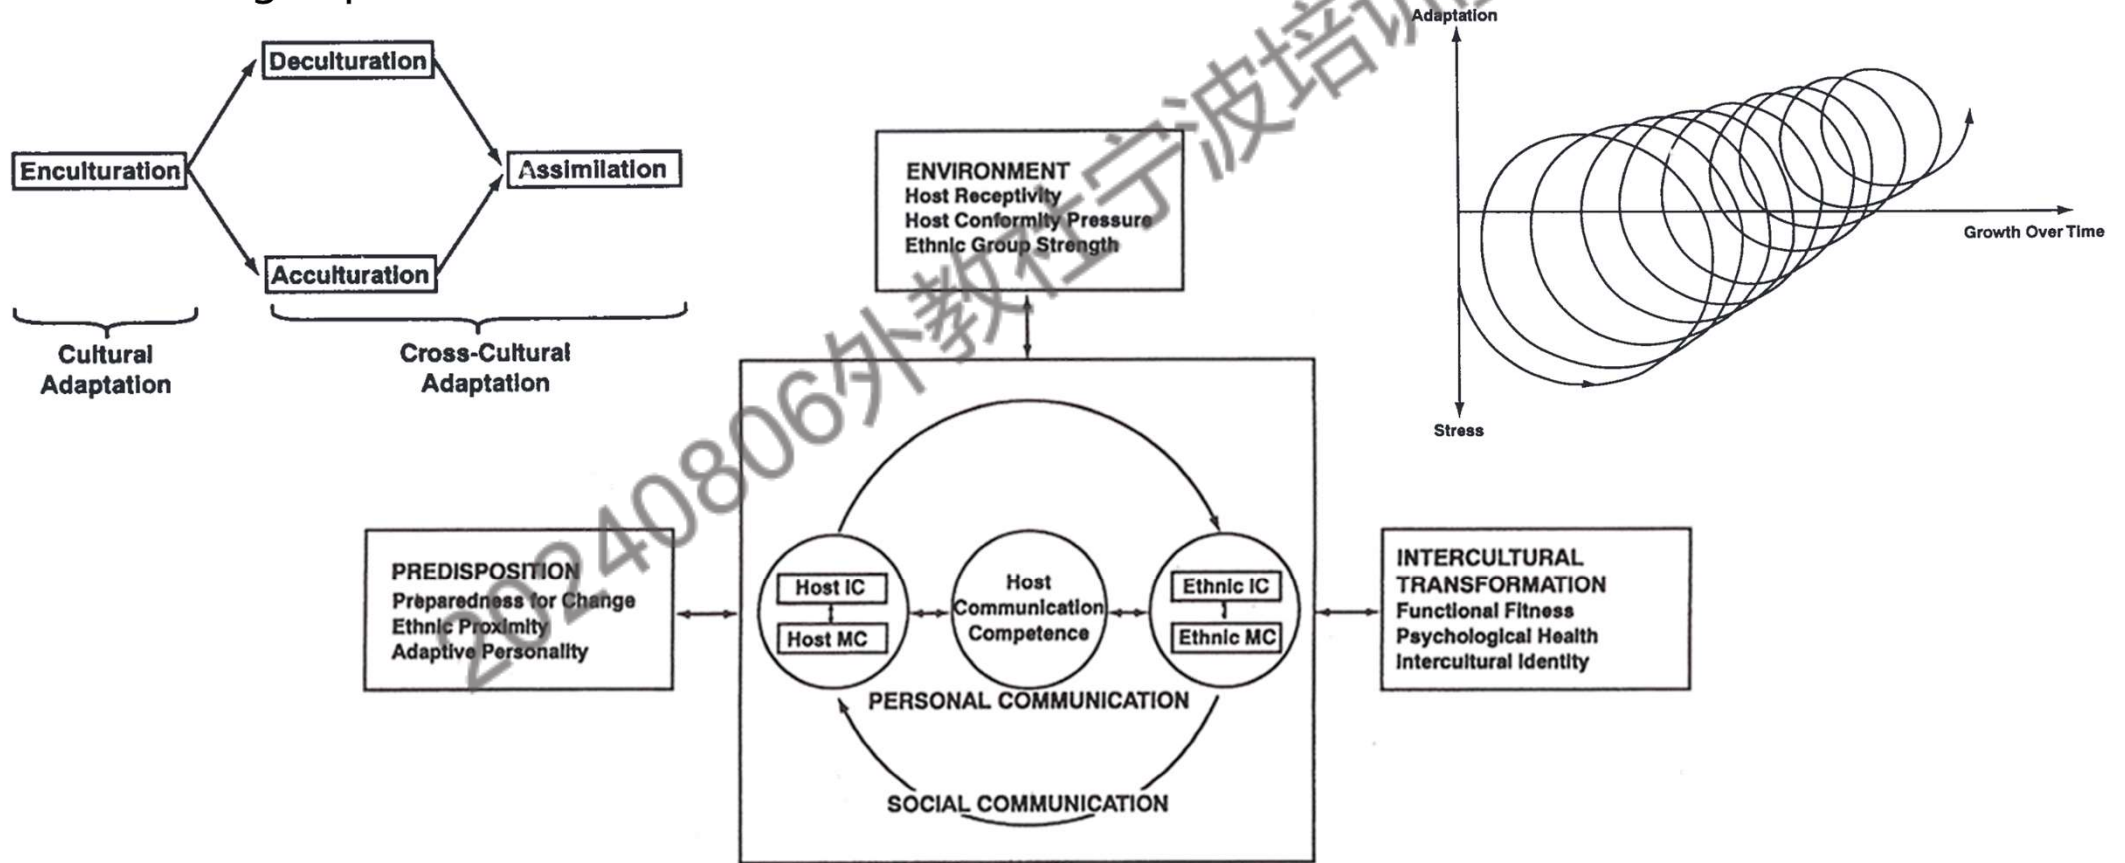 Deculturation
Enculturation
Assimilation
Acculturation
Cultural
Adaptation
Cross-Cultural
Adaptation
ENVIRONMENT
Host Receptivity
Host Conformity Pressure
Ethnic Group Strength
Adaptation
Growth Over Time
Stress
PREDISPOSITION
Preparedness for Change
Ethnic Proximity
Adaptive Personality
Host IC
Host MC
Host
Communication
Competence
Ethnic IC
Ethnic MC
PERSONAL COMMUNICATION
SOCIAL COMMUNICATION
INTERCULTURAL
TRANSFORMATION
Functional Fitness
Psychological Health
Intercultural Identity
20240806外教社宁波培训